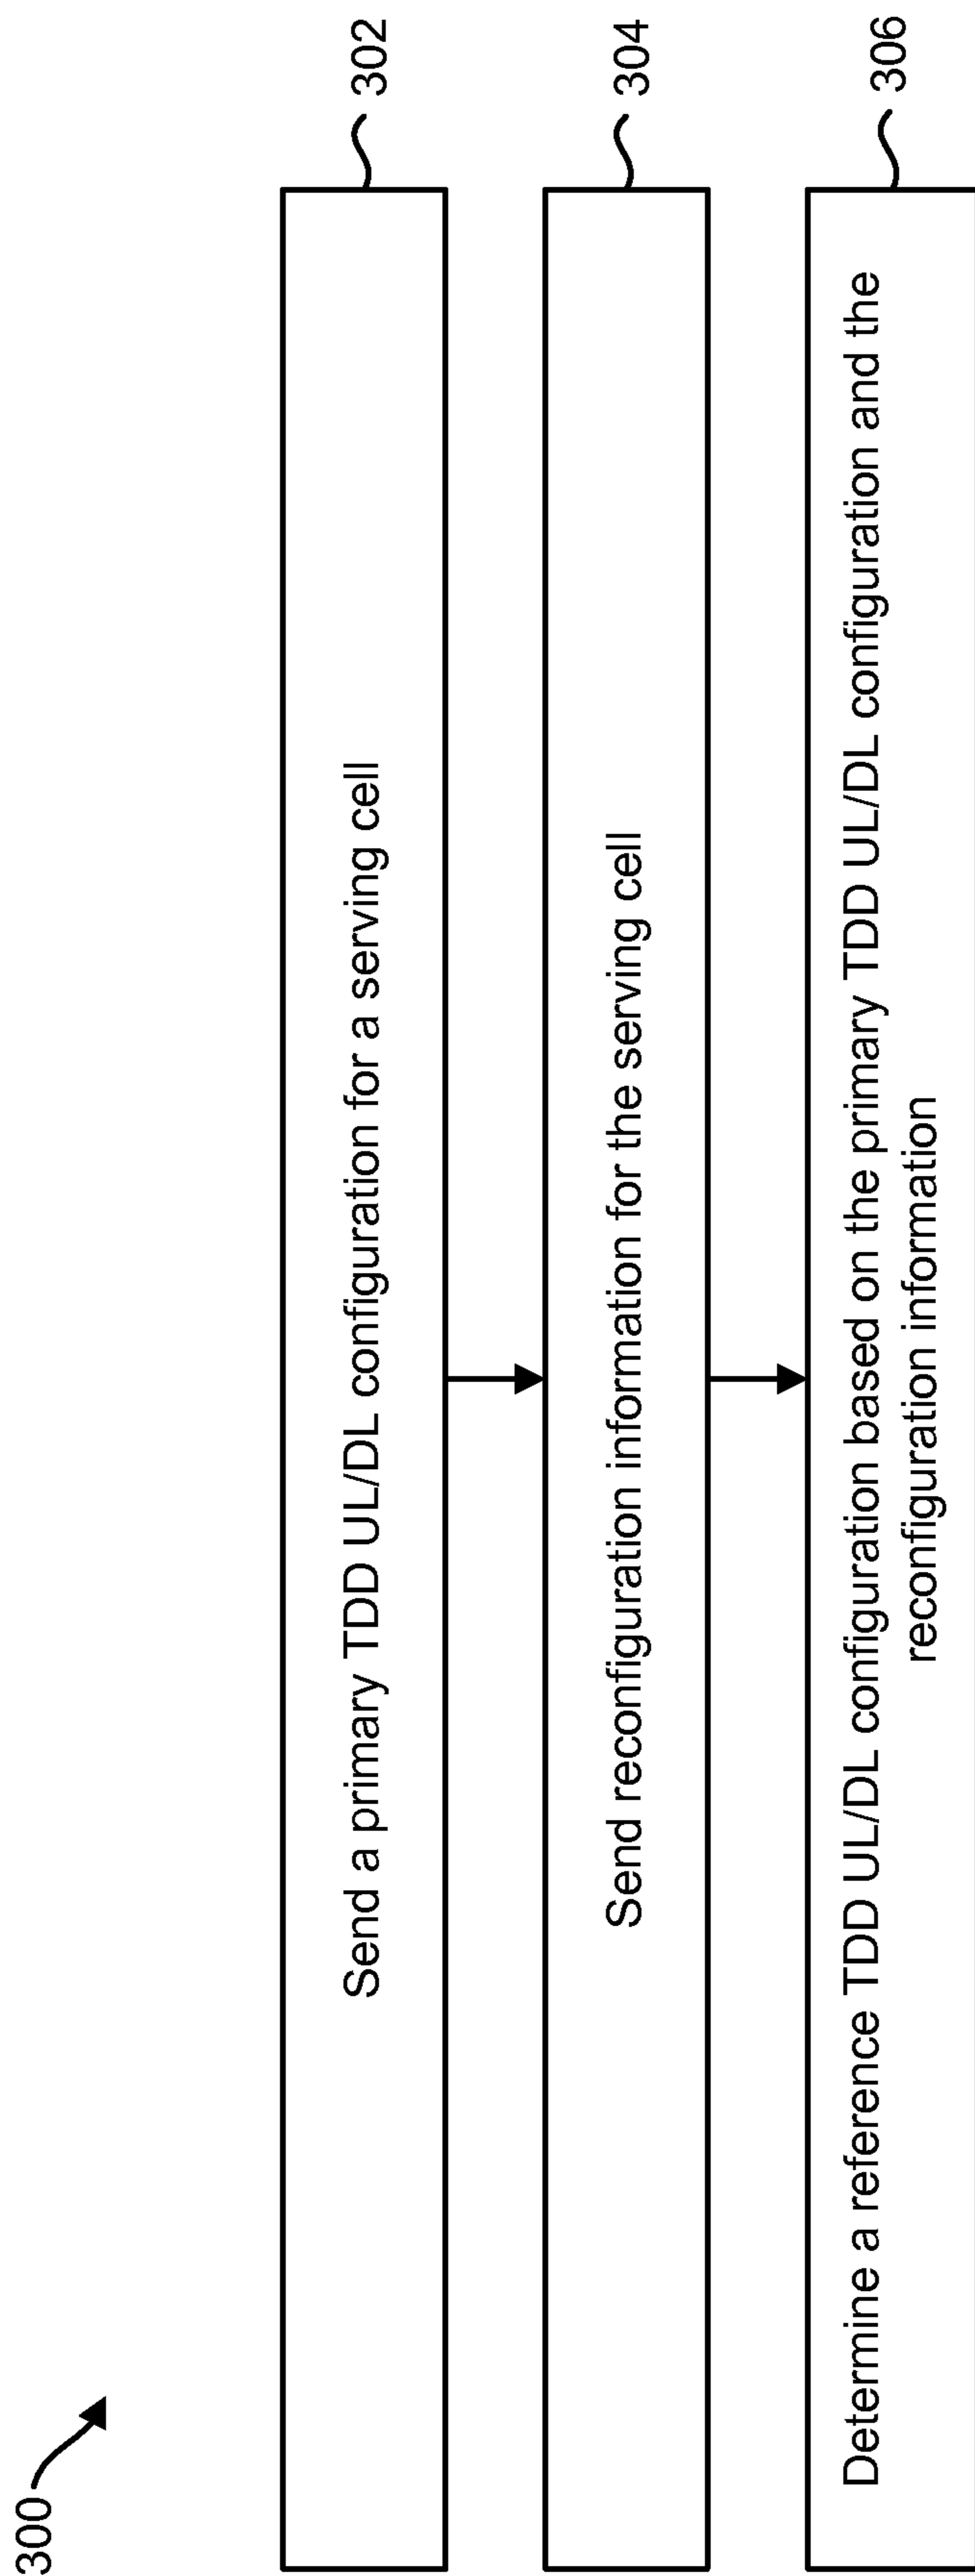 300
Send a primary TDD UL/DL configuration for a serving cell
302
Send reconfiguration information for the serving cell
304
Determine a reference TDD UL/DL configuration based on the primary TDD UL/DL configuration and the
reconfiguration information
306